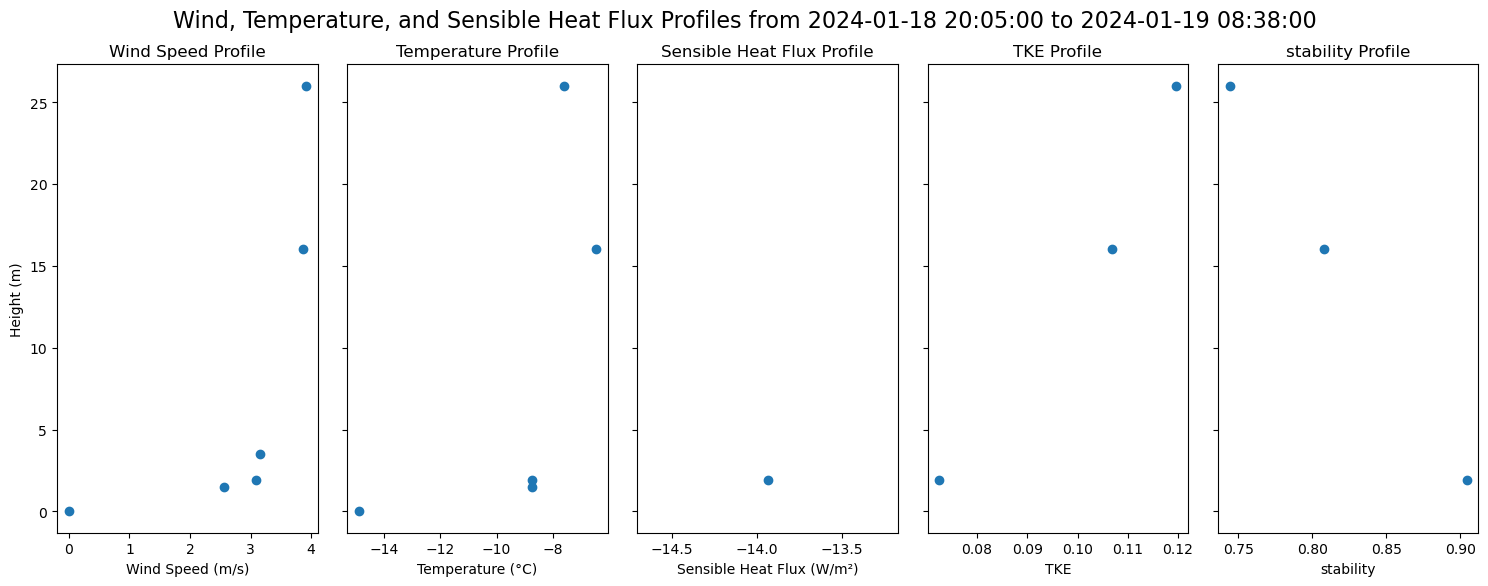 Wind, Temperature, and Sensible Heat Flux Profiles from 2024-01-18 20:05:00 to 2024-01-19 08:38:00
Wind Speed Profile
Temperature Profile
Sensible Heat Flux Profile
TKE Profile
stability Profile
25
20
15
10
5
0
Height (m)
0 1 2 3 4
−14 −12 −10 −8
−14.5 −14.0 −13.5
0.08 0.09 0.10 0.11 0.12
0.75 0.80 0.85 0.90
Wind Speed (m/s)
Temperature (°C)
Sensible Heat Flux (W/m²)
TKE
stability